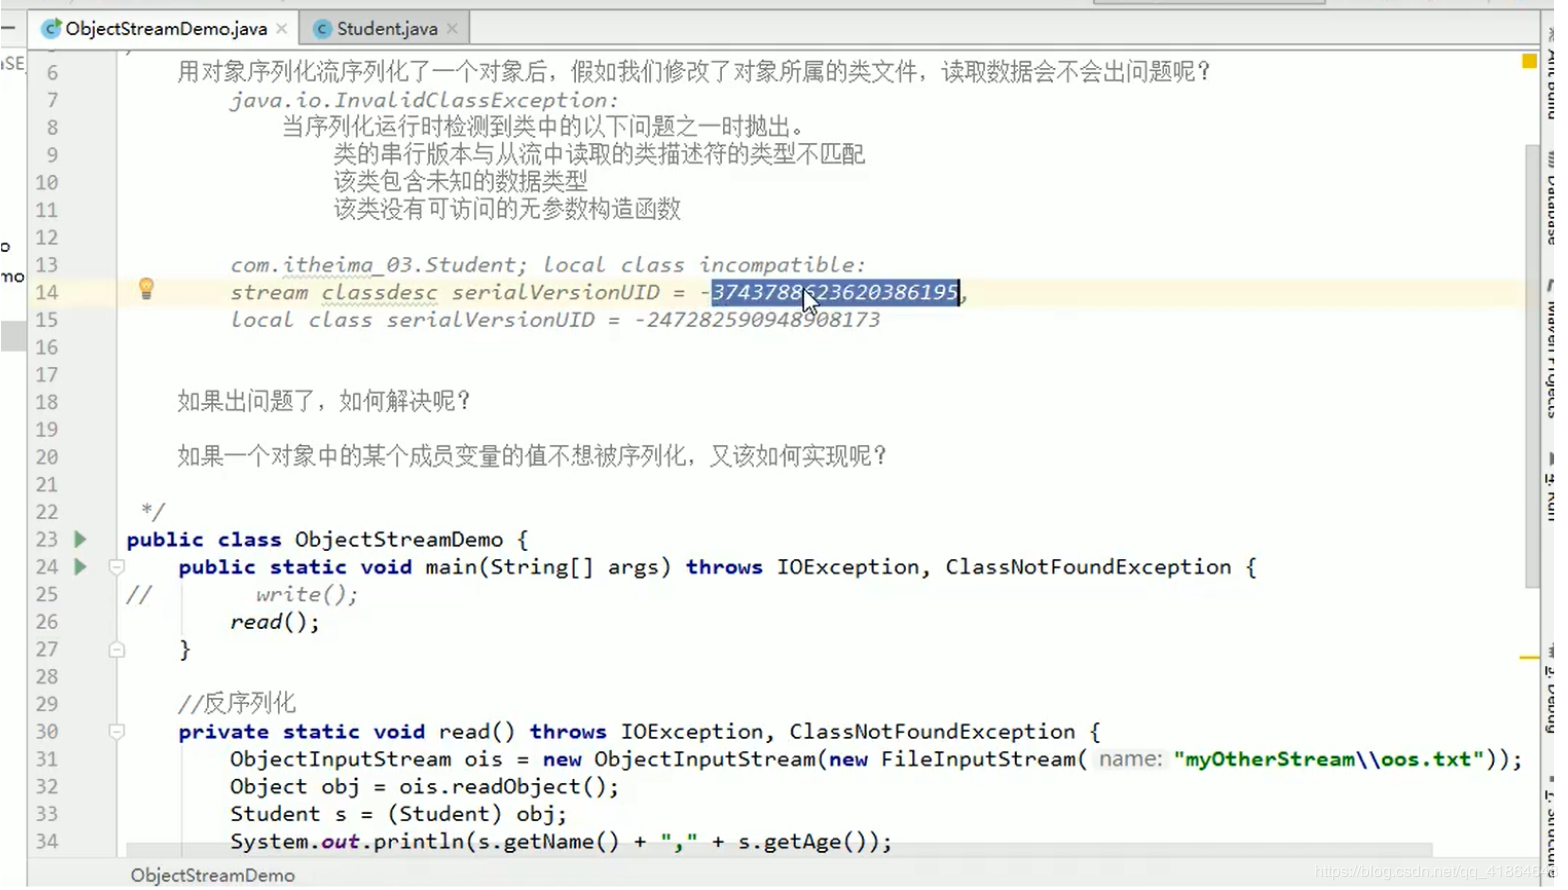 ObjectStreamDemo.java
Student.java
6 用对象序列化流序列化了一个对象后，假如我们修改了对象所属的类文件，读取数据会不会出问题呢？
7 java.io.InvalidClassException:
8 当序列化运行时检测到类中的以下问题之一时抛出。
9 类的串行版本与从流中读取的类描述符的类型不匹配
10 该类包含未知的数据类型
11 该类没有可访问的无参数构造函数
12
13 com.itheima_03.Student; local class incompatible:
14 stream classdesc serialVersionUID = -3743788623620386195,
15 local class serialVersionUID = -247282590948908173
16
17
18 如果出问题了，如何解决呢？
19
20 如果一个对象中的某个成员变量的值不想被序列化，又该如何实现呢？
21
22 */
23 public class ObjectStreamDemo {
24 public static void main(String[] args) throws IOException, ClassNotFoundException {
25 // write();
26 read();
27 }
28
29 //反序列化
30 private static void read() throws IOException, ClassNotFoundException {
31 ObjectInputStream ois = new ObjectInputStream(new FileInputStream( name: "myOtherStream\\oos.txt"));
32 Object obj = ois.readObject();
33 Student s = (Student) obj;
34 System.out.println(s.getName() + "," + s.getAge());
ObjectStreamDemo
Ant Build
Database
Maven Projects
4: Run
5: Debug